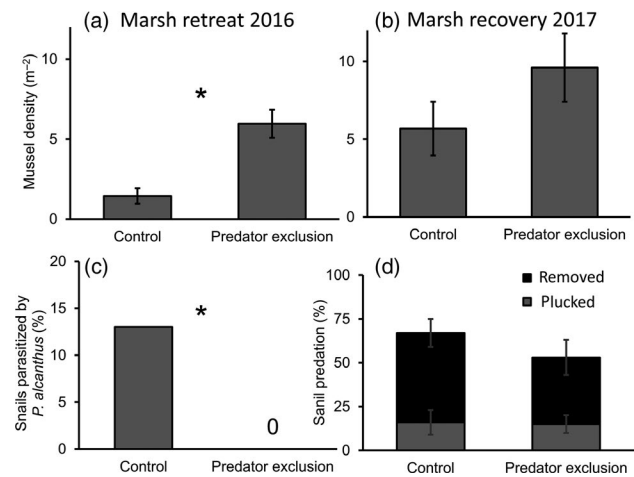 (a) Marsh retreat 2016
(b) Marsh recovery 2017
Mussel density (m⁻²)
10
5
0
*
Control
Predator exclusion
10
5
0
Control
Predator exclusion
(c)
Snails parasitized by
P. alcanthus (%)
20
15
10
5
0
*
0
Control
Predator exclusion
(d)
Removed
Plucked
Sanil predation (%)
100
75
50
25
0
Control
Predator exclusion